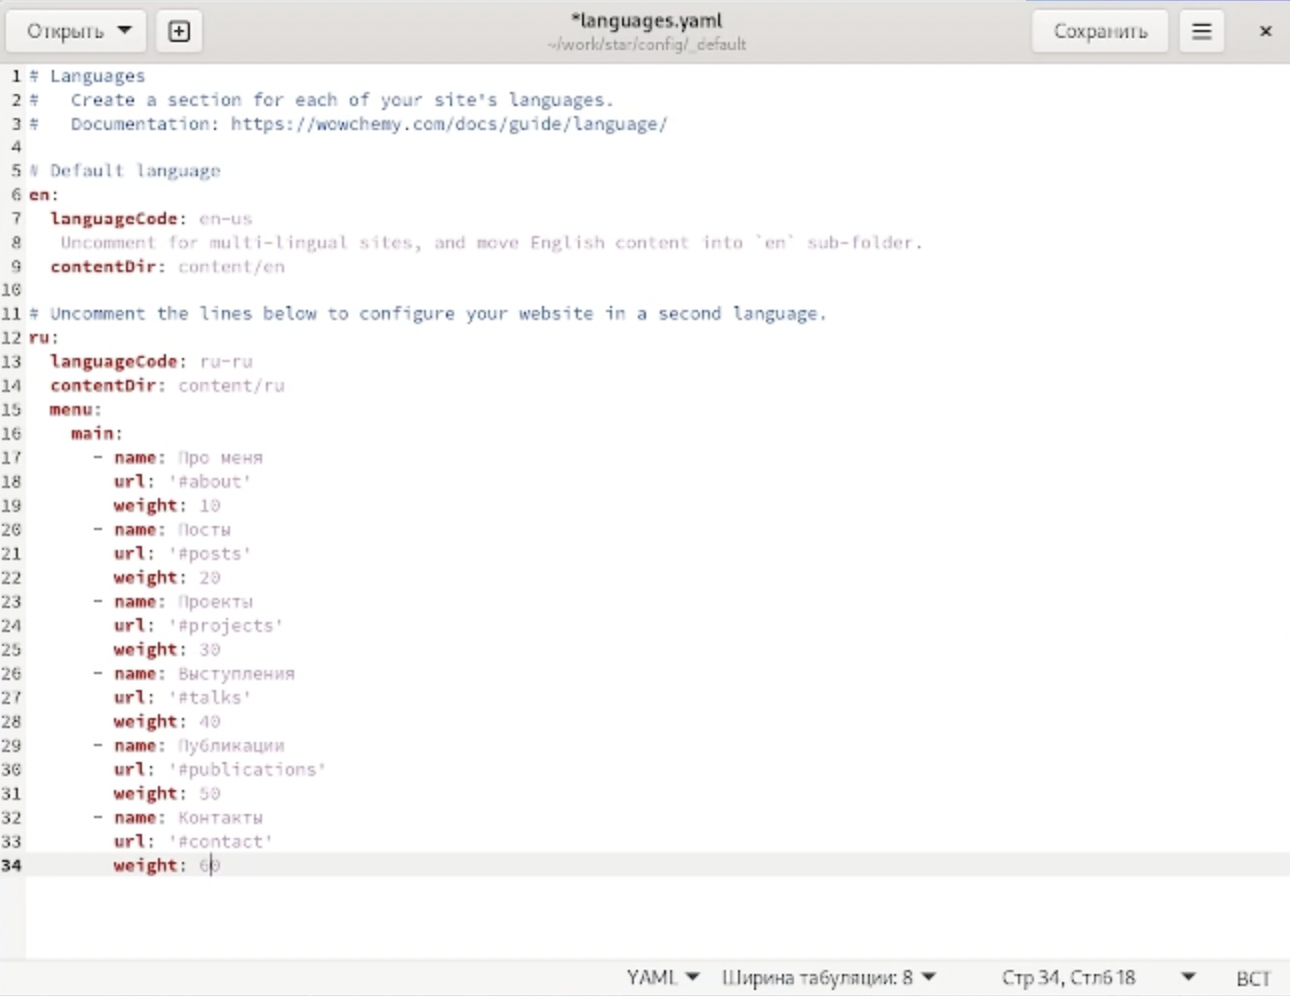 Открыть
*languages.yaml
~/work/star/config/_default
Сохранить
1 # Languages
2 #   Create a section for each of your site's languages.
3 #   Documentation: https://wowchemy.com/docs/guide/language/
4
5 # Default language
6 en:
7   languageCode: en-us
8    Uncomment for multi-lingual sites, and move English content into `en` sub-folder.
9   contentDir: content/en
10
11 # Uncomment the lines below to configure your website in a second language.
12 ru:
13   languageCode: ru-ru
14   contentDir: content/ru
15   menu:
16     main:
17       - name: Про меня
18         url: '#about'
19         weight: 10
20       - name: Посты
21         url: '#posts'
22         weight: 20
23       - name: Проекты
24         url: '#projects'
25         weight: 30
26       - name: Выступления
27         url: '#talks'
28         weight: 40
29       - name: Публикации
30         url: '#publications'
31         weight: 50
32       - name: Контакты
33         url: '#contact'
34         weight: 60
YAML Ширина табуляции: 8 Стр 34, Стлб 18 ВСТ